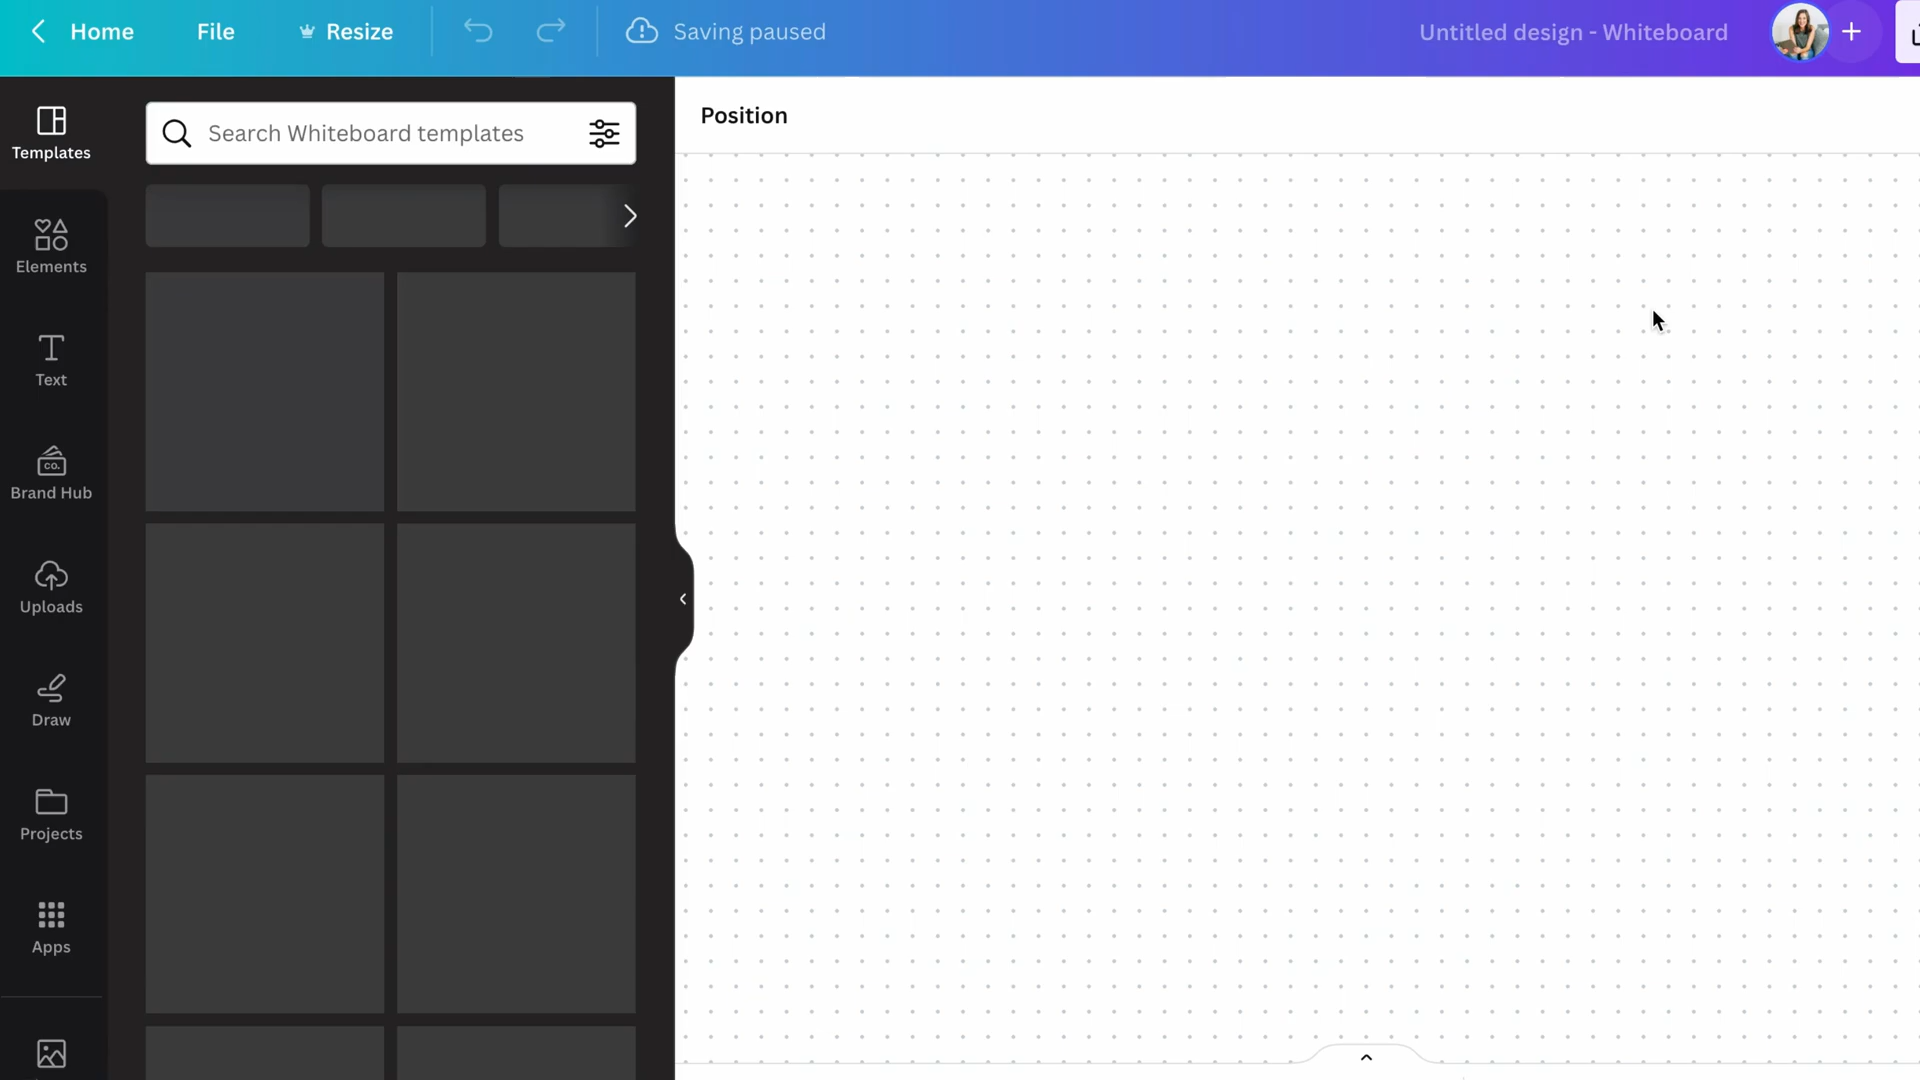 Home
File
Resize
Saving paused
Untitled design - Whiteboard
Templates
Search Whiteboard templates
Position
Elements
Text
CO.
Brand Hub
Uploads
Draw
Projects
Apps